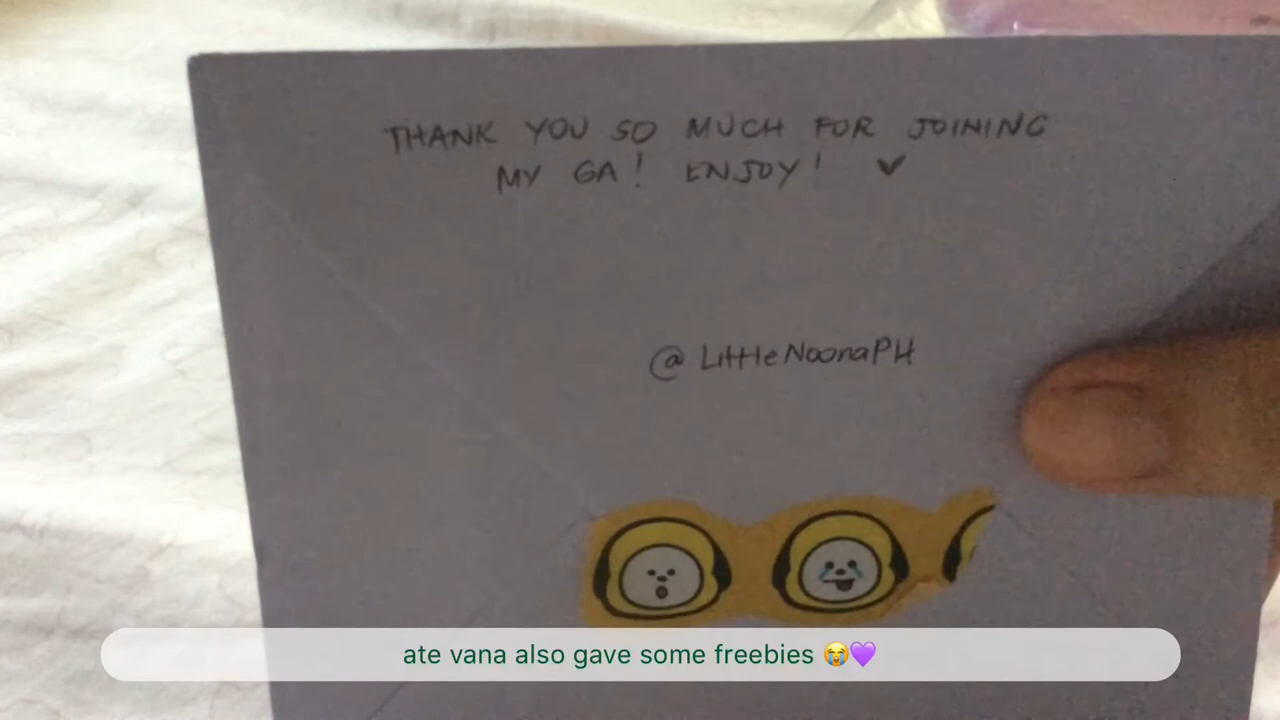 THANK YOU SO MUCH FOR JOINING
MY GA! ENJOY! ✓
@LittleNoonaPH
ate vana also gave some freebies 😭💜